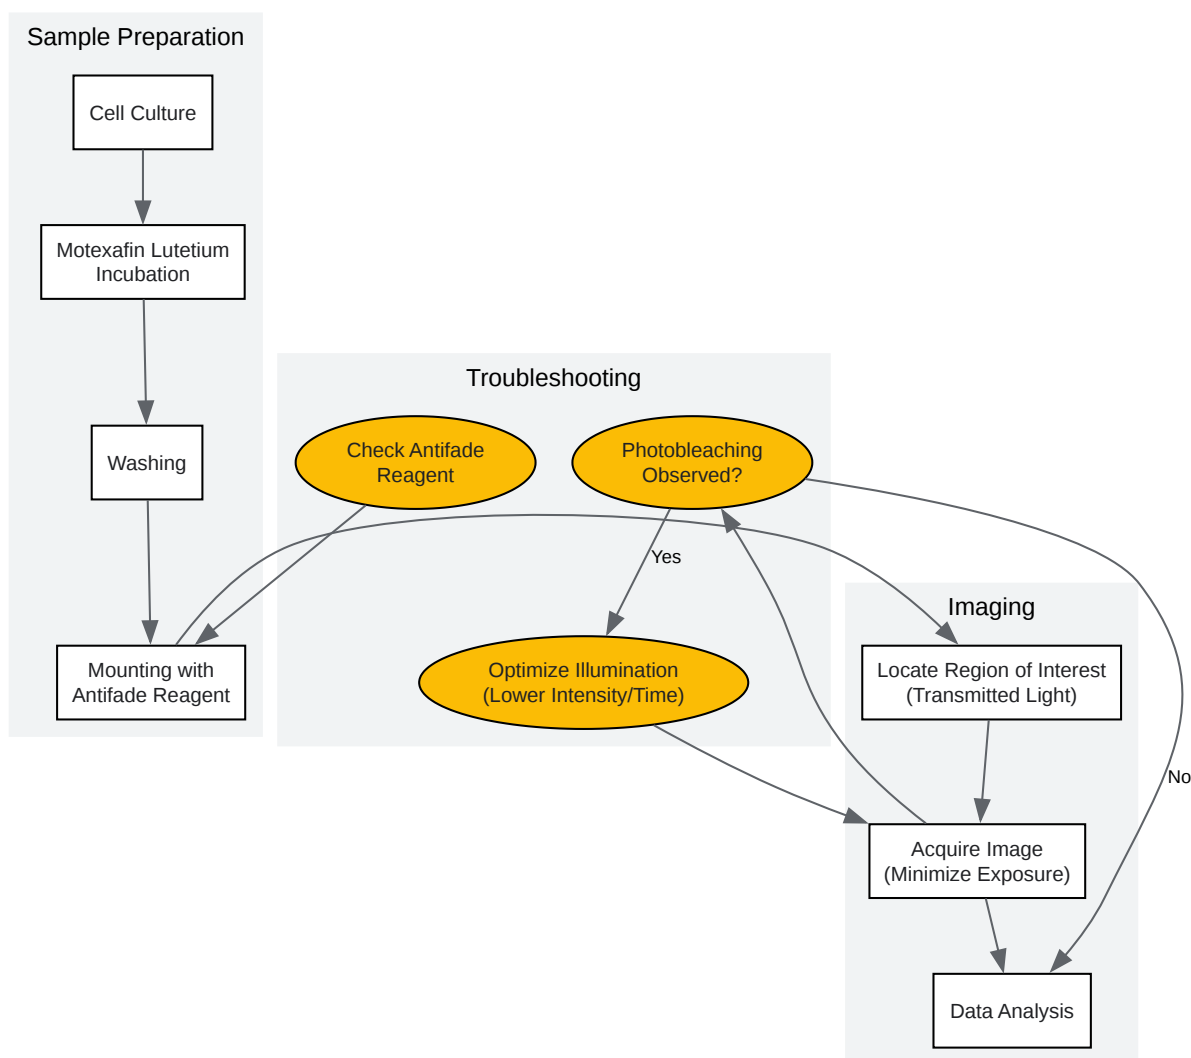 Sample Preparation
Cell Culture
Motexafin Lutetium
Incubation
Washing
Mounting with
Antifade Reagent
Troubleshooting
Check Antifade
Reagent
Photobleaching
Observed?
Yes
Optimize Illumination
(Lower Intensity/Time)
Imaging
Locate Region of Interest
(Transmitted Light)
No
Acquire Image
(Minimize Exposure)
Data Analysis